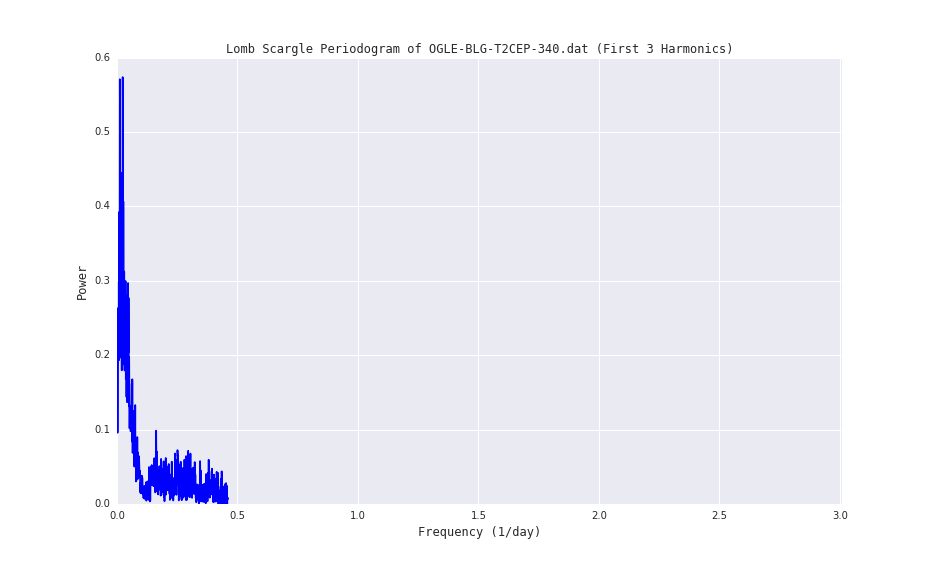 Lomb Scargle Periodogram of OGLE-BLG-T2CEP-340.dat (First 3 Harmonics)
0.6
0.5
0.4
0.3
0.2
0.1
0.0
Power
0.0 0.5 1.0 1.5 2.0 2.5 3.0
Frequency (1/day)